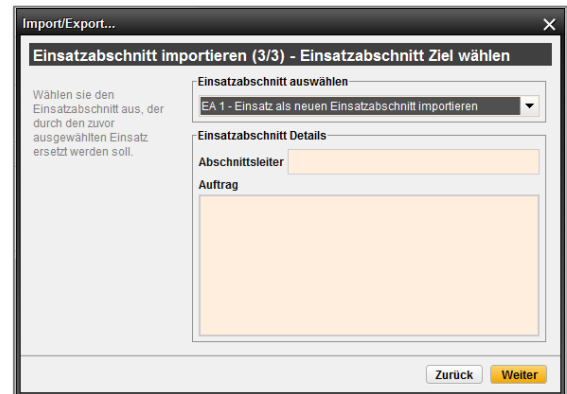 Import/Export...
Einsatzabschnitt importieren (3/3) - Einsatzabschnitt Ziel wählen
Wählen sie den
Einsatzabschnitt aus, der
durch den zuvor
ausgewählten Einsatz
ersetzt werden soll.
Einsatzabschnitt auswählen
EA 1 - Einsatz als neuen Einsatzabschnitt importieren
Einsatzabschnitt Details
Abschnittsleiter
Auftrag
Zurück
Weiter